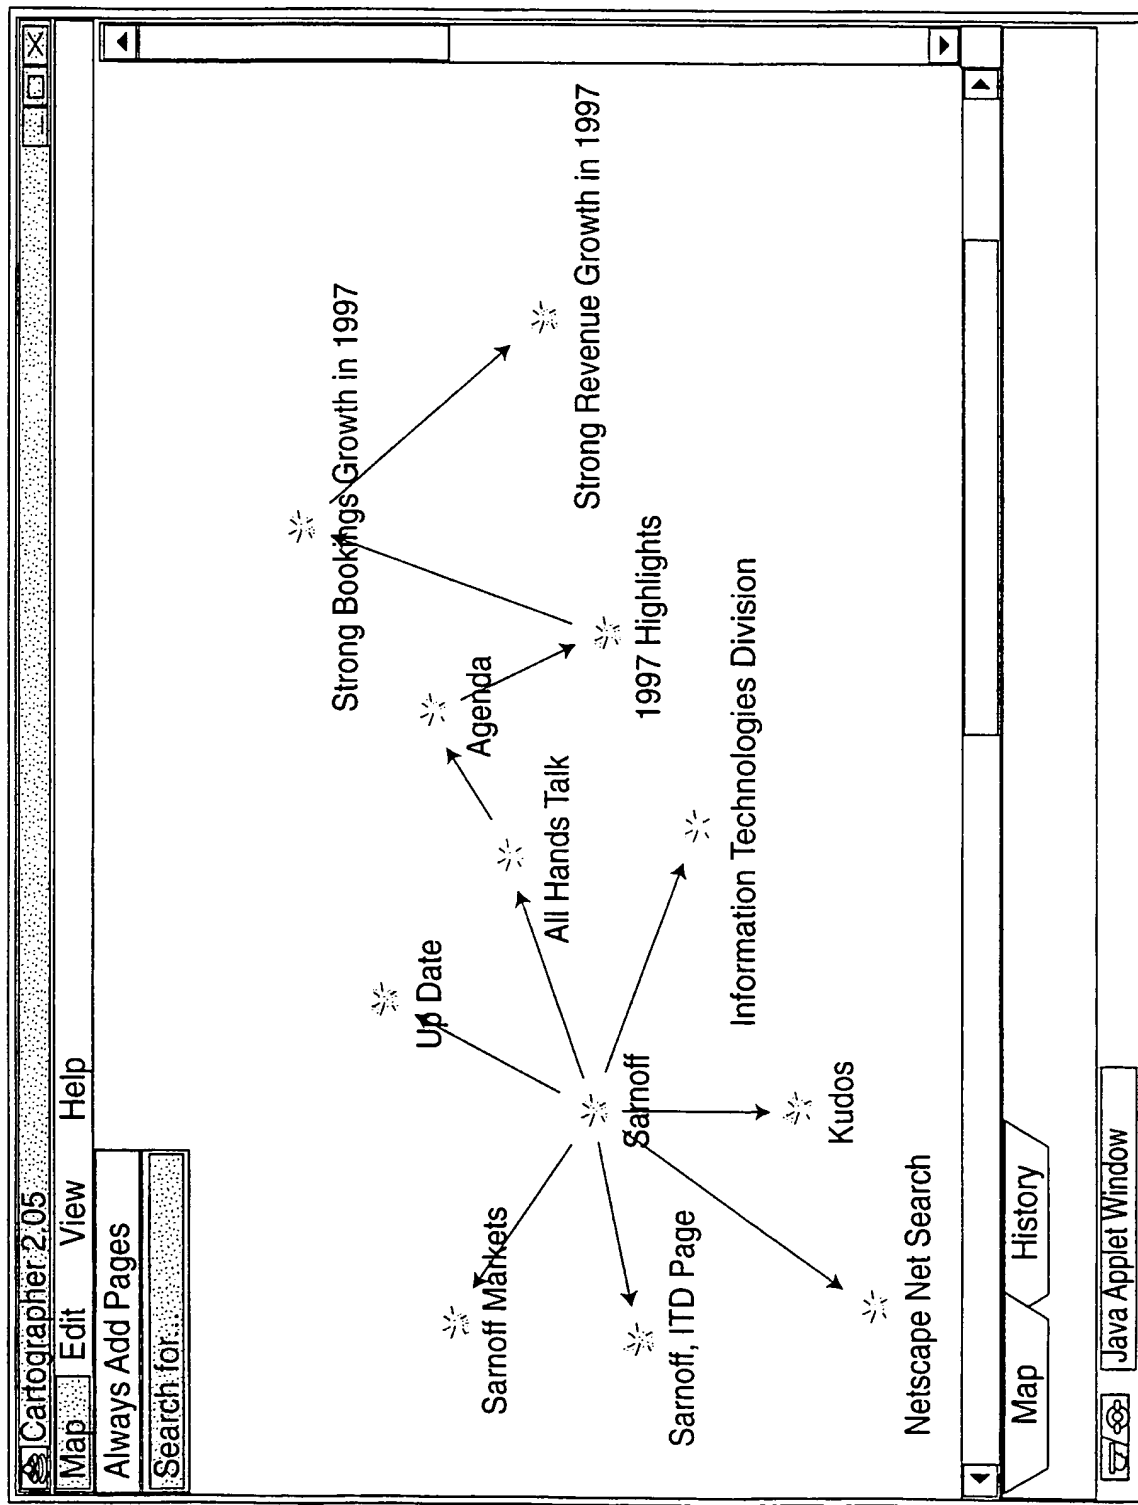 Cartographer 2.05
Map Edit View Help
Always Add Pages
Search for...
Strong Bookings Growth in 1997
Up Date
Agenda
Sarnoff Markets
All Hands Talk
Strong Revenue Growth in 1997
Sarnoff
1997 Highlights
Sarnoff, ITD Page
Information Technologies Division
Kudos
Netscape Net Search
Map History
Java Applet Window